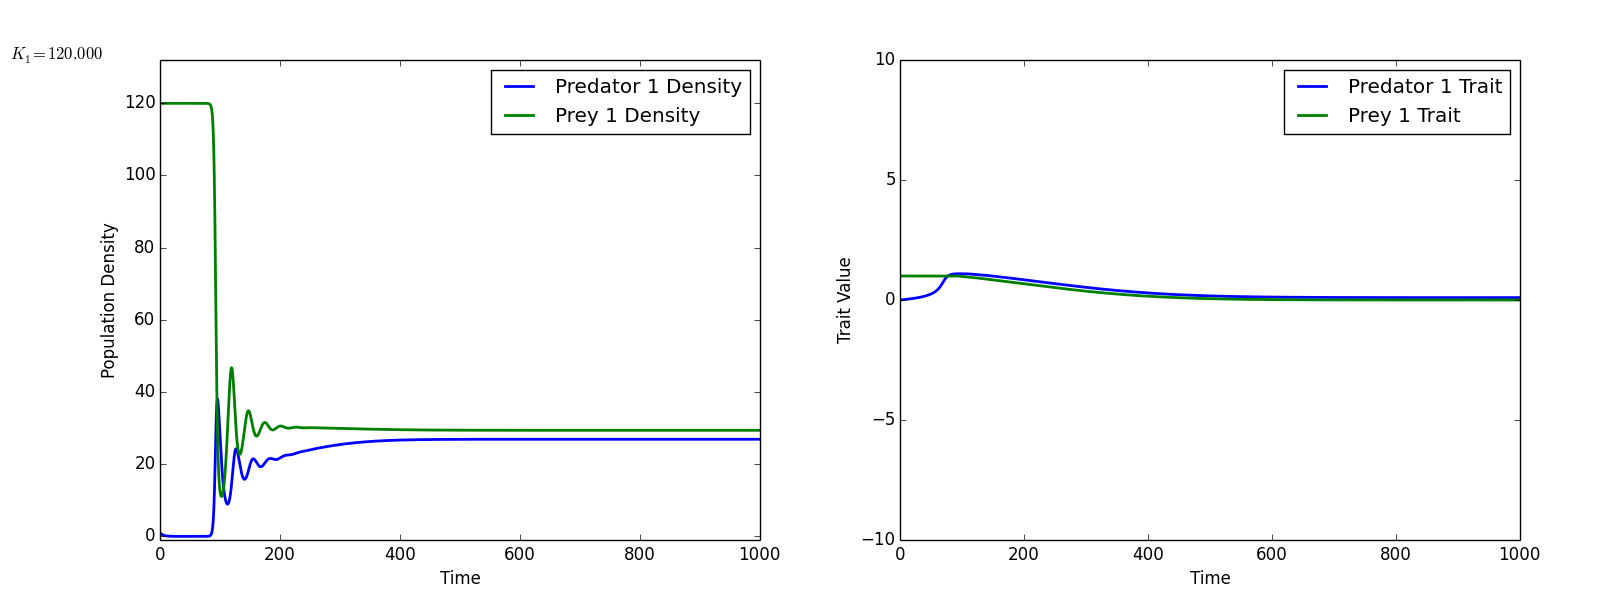 K₁ = 120.000
Population Density
120
100
80
60
40
20
0
0 200 400 600 800 1000
Time
Predator 1 Density
Prey 1 Density
Trait Value
10
5
0
−5
−10
0 200 400 600 800 1000
Time
Predator 1 Trait
Prey 1 Trait